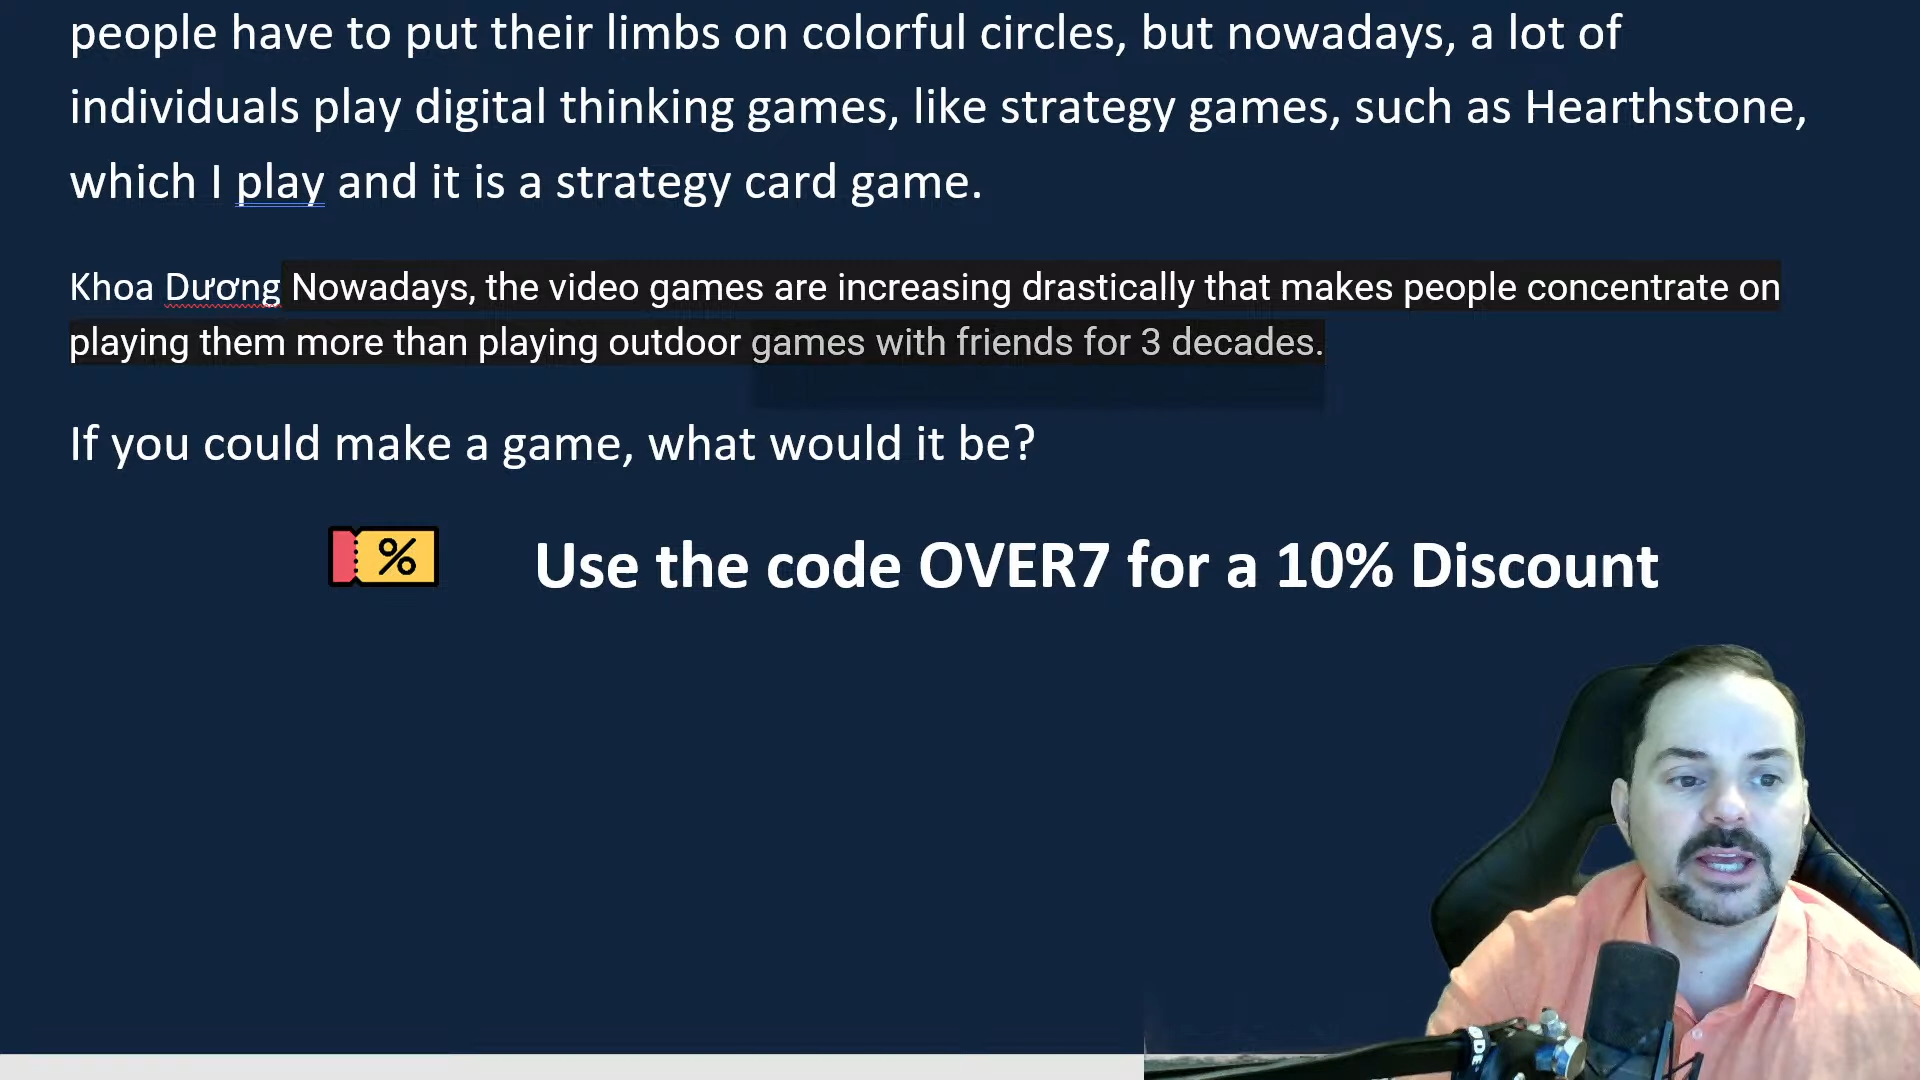 people have to put their limbs on colorful circles, but nowadays, a lot of
individuals play digital thinking games, like strategy games, such as Hearthstone,
which I play and it is a strategy card game.
Khoa Dương Nowadays, the video games are increasing drastically that makes people concentrate on
playing them more than playing outdoor games with friends for 3 decades.
If you could make a game, what would it be?
%
Use the code OVER7 for a 10% Discount